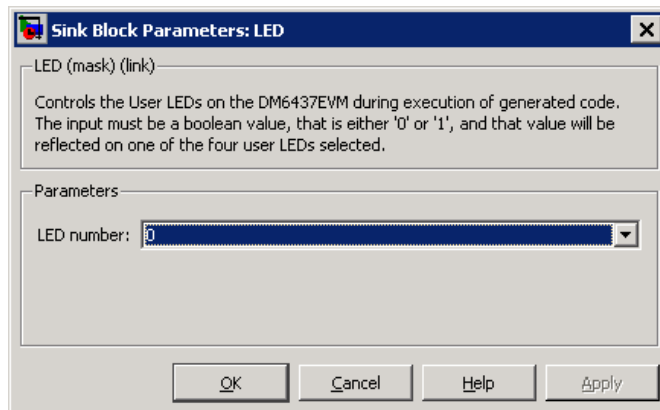 Sink Block Parameters: LED
LED (mask) (link)
Controls the User LEDs on the DM6437EVM during execution of generated code.
The input must be a boolean value, that is either '0' or '1', and that value will be
reflected on one of the four user LEDs selected.
Parameters
LED number: 0
OK Cancel Help Apply